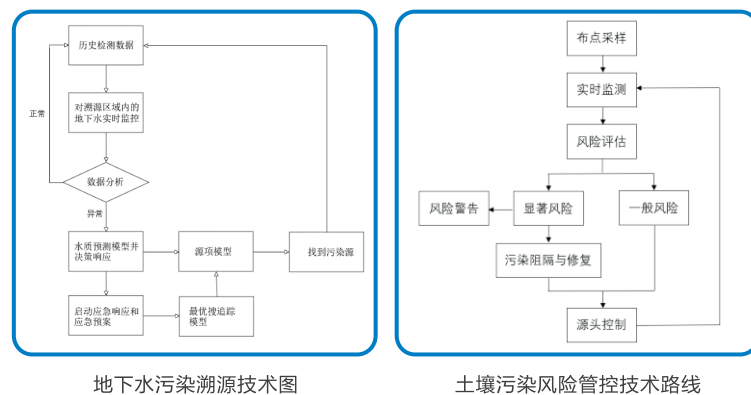 历史检测数据
对溯源区域内的
地下水实时监控
正常
数据分析
异常
水质预测模型并
决策响应
源项模型
找到污染源
启动应急响应和
应急预案
最优搜追踪
模型
地下水污染溯源技术图
布点采样
实时监测
风险评估
风险警告
显著风险
一般风险
污染阻隔与修复
源头控制
土壤污染风险管控技术路线